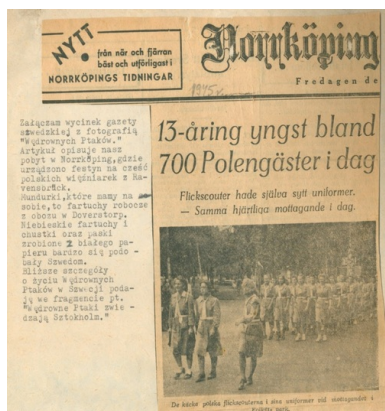 NYTT
från när och fjärran
bäst och utförligast i
NORRKÖPINGS TIDNINGAR
Norrköping
Fredagen de
1945
13-åring yngst bland
700 Polengäster i dag
Flickscouter hade själva sytt uniformer,
— Samma hjärtliga mottagande i dag.
Załączam wycinek gazety
szwedzkiej z fotografią
"Wędrownych Ptaków."
Artykuł opisuje nasz
pobyt w Norrköping,gdzie
urządzono festyn na cześć
polskich więźniarek z Ra-
vensbrück.
Mundurki,które mamy na
sobie,to fartuchy robocze
z obozu w Doverstorp.
Niebieskie fartuchy i
chustki oraz paski
zrobione z białego pa-
pieru bardzo się podo-
bały Szwedom.
Bliższe szczegóły
o życiu Wędrownych
Ptaków w Szwecji poda-
ją we fragmencie pt.
"Wędrowne Ptaki zwie-
dzają Sztokholm."
De käcka polska flickscouterna i sina uniformer vid mottagandet i
park.